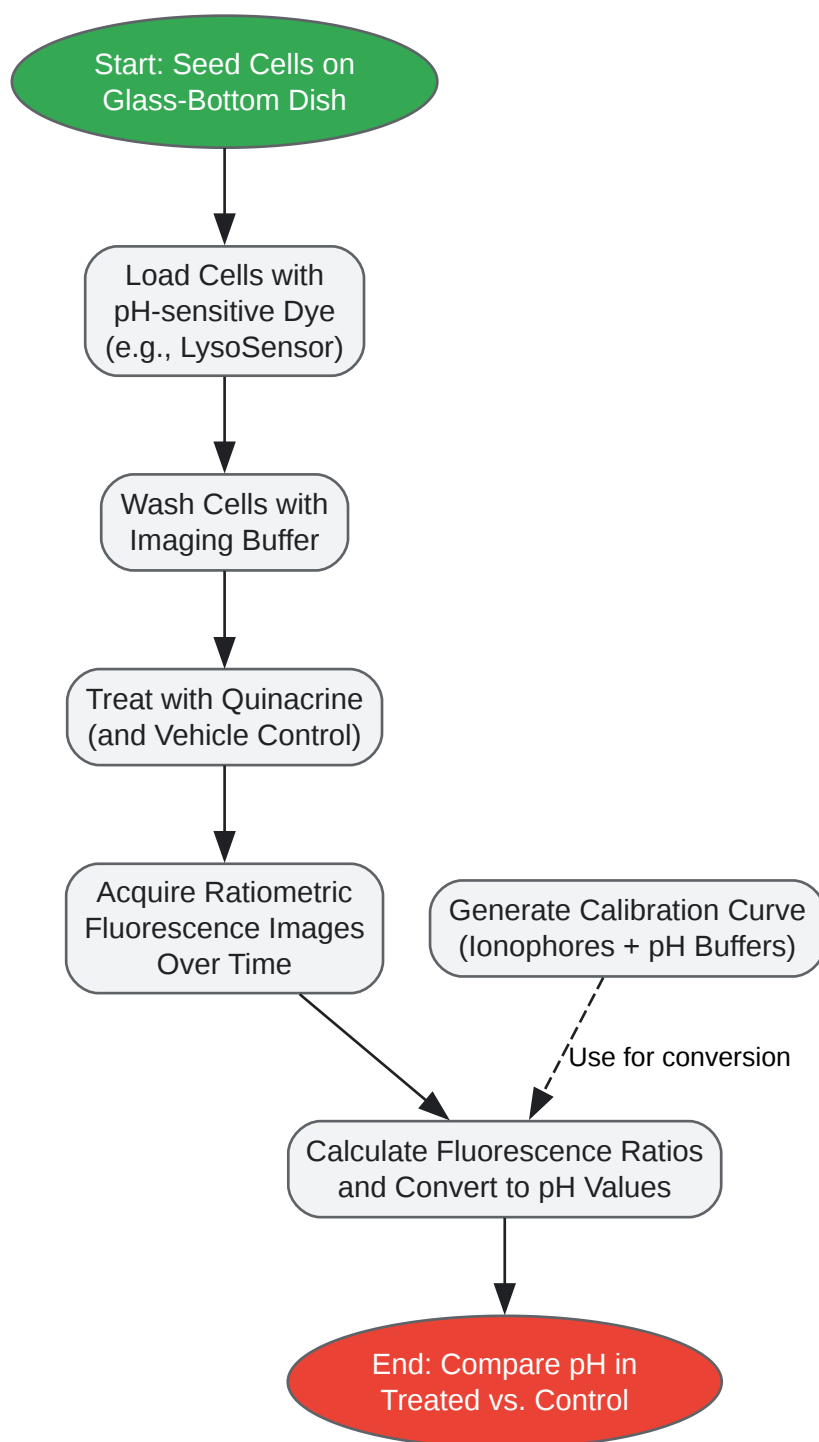 Start: Seed Cells on
Glass-Bottom Dish
Load Cells with
pH-sensitive Dye
(e.g., LysoSensor)
Wash Cells with
Imaging Buffer
Treat with Quinacrine
(and Vehicle Control)
Acquire Ratiometric
Fluorescence Images
Over Time
Generate Calibration Curve
(Ionophores + pH Buffers)
Use for conversion
Calculate Fluorescence Ratios
and Convert to pH Values
End: Compare pH in
Treated vs. Control